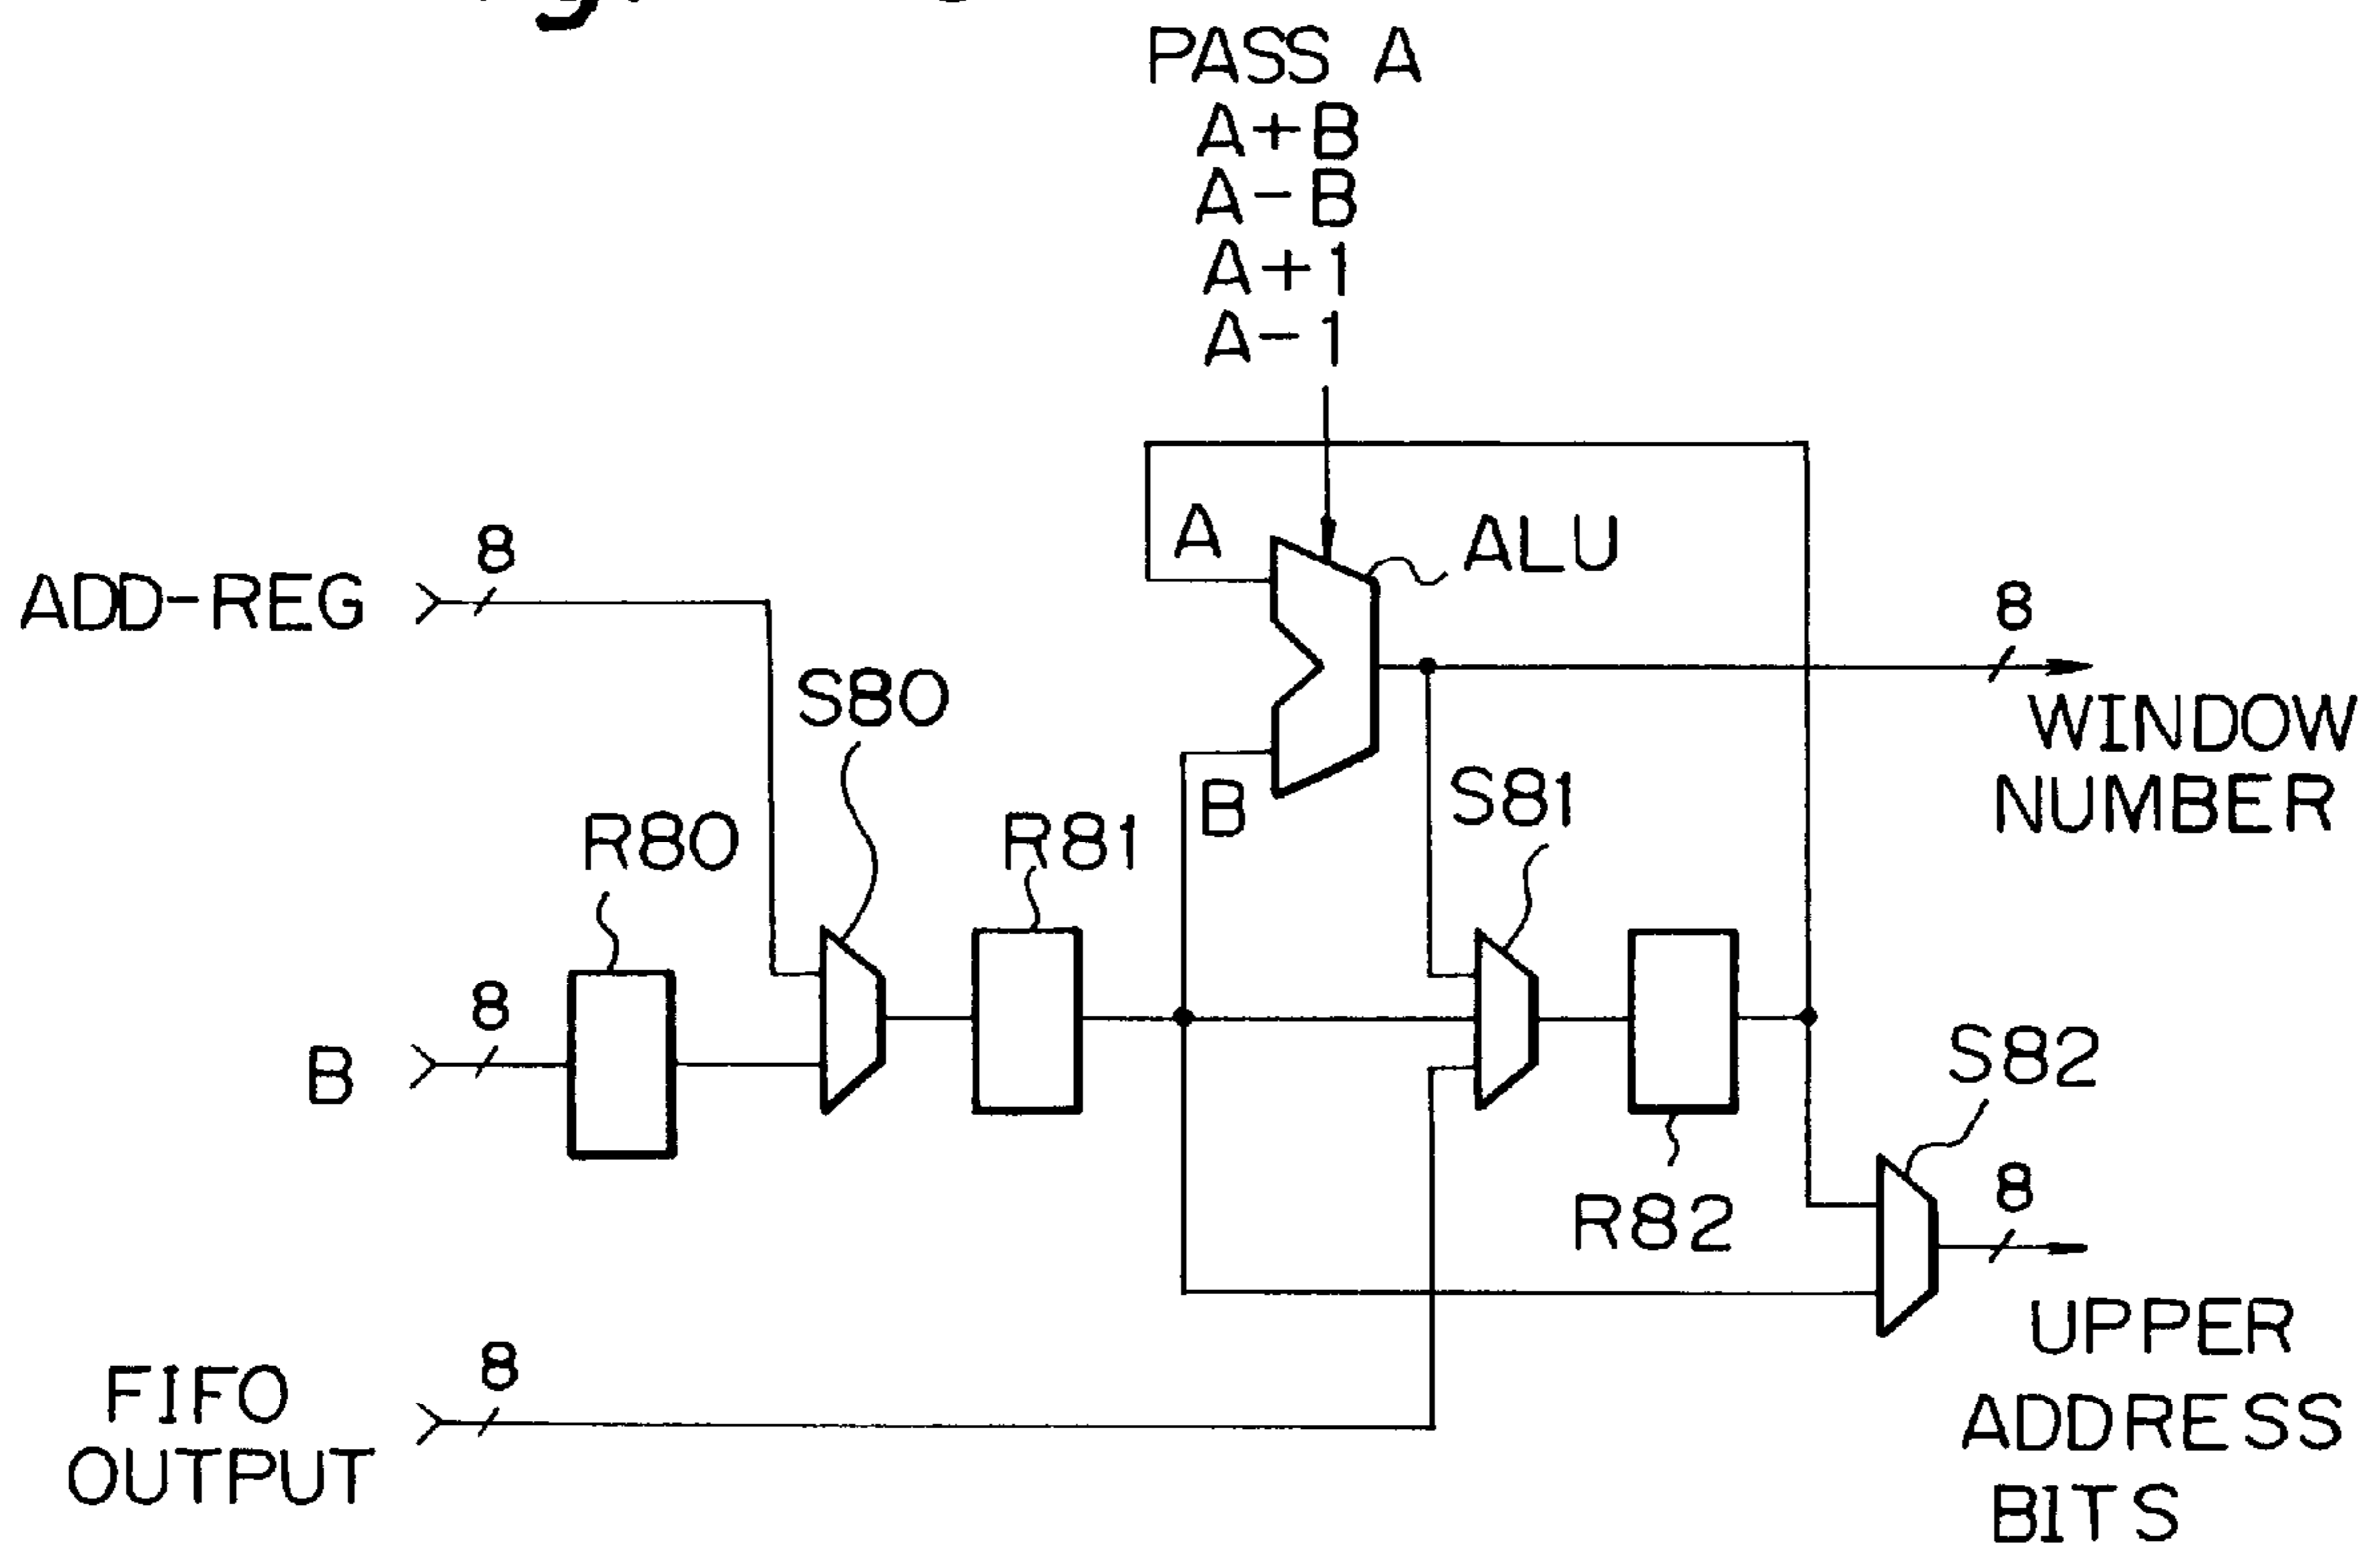 PASS A
A+B
A-B
A+1
A-1
A
ALU
8
ADD-REG
8
S80
WINDOW
NUMBER
B
S81
R80
R81
8
B
S82
8
R82
UPPER
ADDRESS
BITS
8
FIFO
OUTPUT